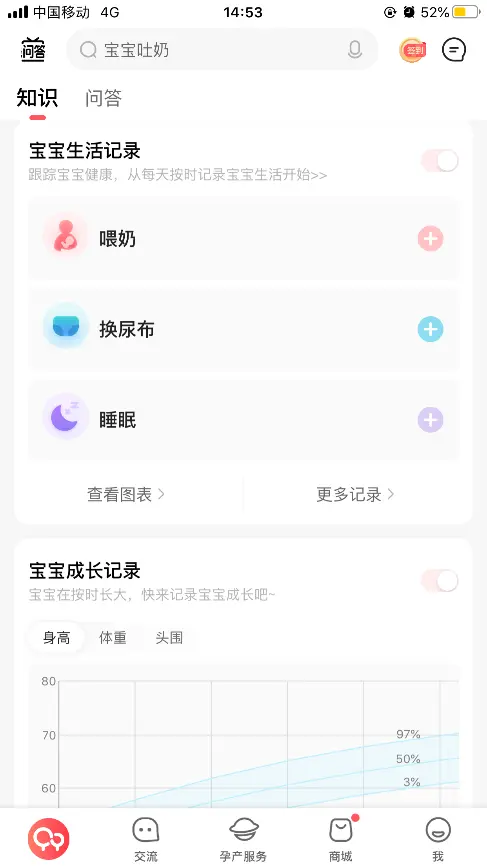 中国移动 4G 14:53 52%
问答 宝宝吐奶 签到
知识 问答
宝宝生活记录
跟踪宝宝健康，从每天按时记录宝宝生活开始>>
喂奶
换尿布
睡眠
查看图表 更多记录
宝宝成长记录
宝宝在按时长大，快来记录宝宝成长吧~
身高 体重 头围
80
70
97%
50%
3%
60
交流 孕产服务 商城 我